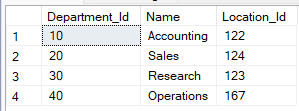 Department_Id Name Location_Id
1 10 Accounting 122
2 20 Sales 124
3 30 Research 123
4 40 Operations 167